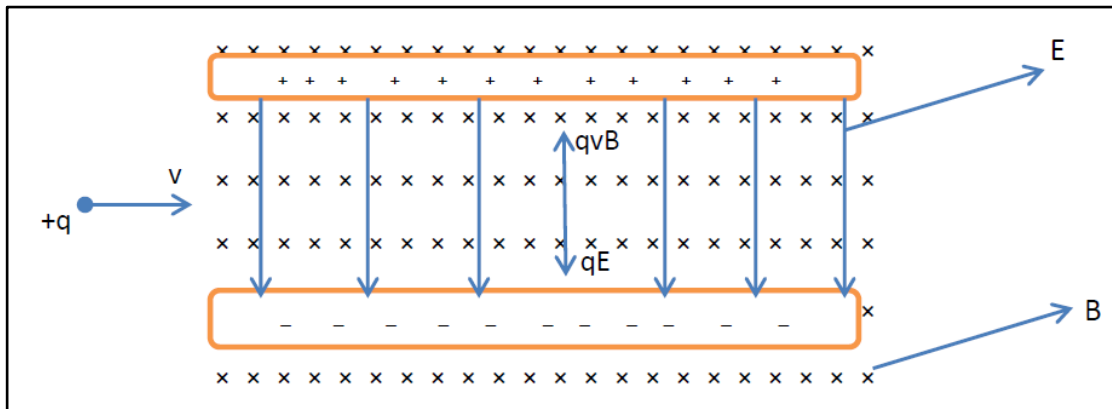 E
+ + + + + + + + + + + +
qvB
v
+q
qE
B
− − − − − − − − − − −